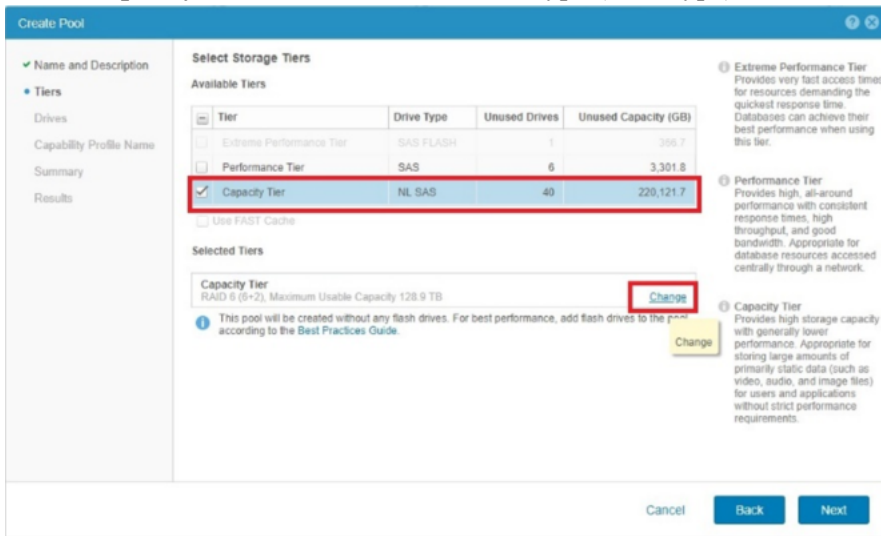 Create Pool
Name and Description
Tiers
Drives
Capability Profile Name
Summary
Results
Select Storage Tiers
Available Tiers
Tier Drive Type Unused Drives Unused Capacity (GB)
Extreme Performance Tier SAS FLASH 1 366.7
Performance Tier SAS 6 3,301.8
Capacity Tier NL SAS 40 220,121.7
Use FAST Cache
Selected Tiers
Capacity Tier
RAID 6 (6+2), Maximum Usable Capacity 128.9 TB
Change
This pool will be created without any flash drives. For best performance, add flash drives to the pool
according to the Best Practices Guide.
Change
Extreme Performance Tier
Provides very fast access times
for resources demanding the
quickest response time.
Databases can achieve their
best performance when using
this tier.
Performance Tier
Provides high, all-around
performance with consistent
response times, high
throughput, and good
bandwidth. Appropriate for
database resources accessed
centrally through a network.
Capacity Tier
Provides high storage capacity
with generally lower
performance. Appropriate for
storing large amounts of
primarily static data (such as
video, audio, and image files)
for users and applications
without strict performance
requirements.
Cancel
Back
Next